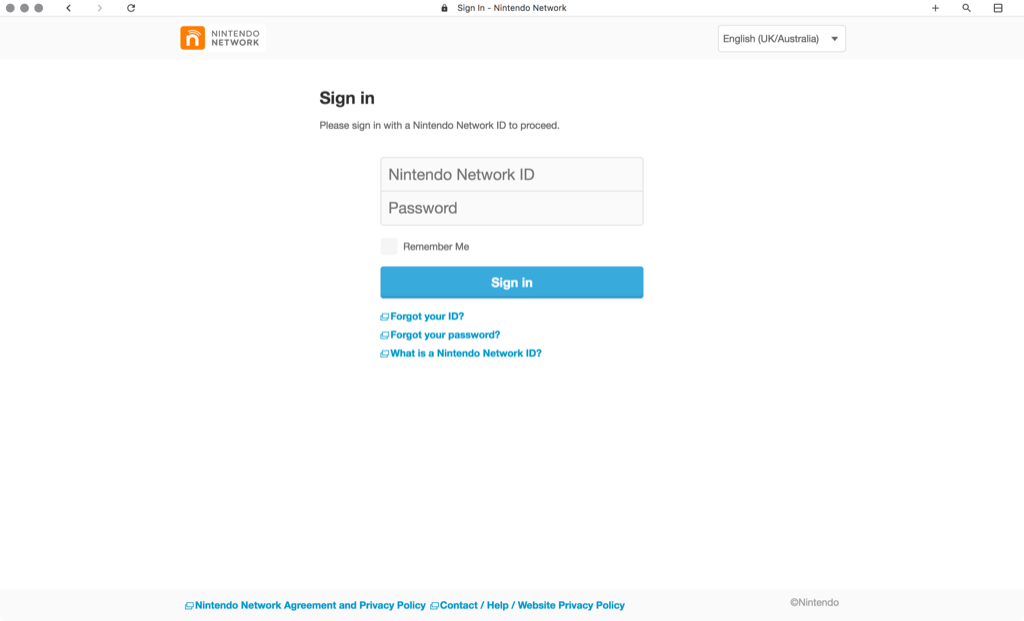 Sign In - Nintendo Network
NINTENDO
NETWORK
English (UK/Australia)
Sign in
Please sign in with a Nintendo Network ID to proceed.
Nintendo Network ID
Password
Remember Me
Sign in
Forgot your ID?
Forgot your password?
What is a Nintendo Network ID?
Nintendo Network Agreement and Privacy Policy Contact / Help / Website Privacy Policy
©Nintendo